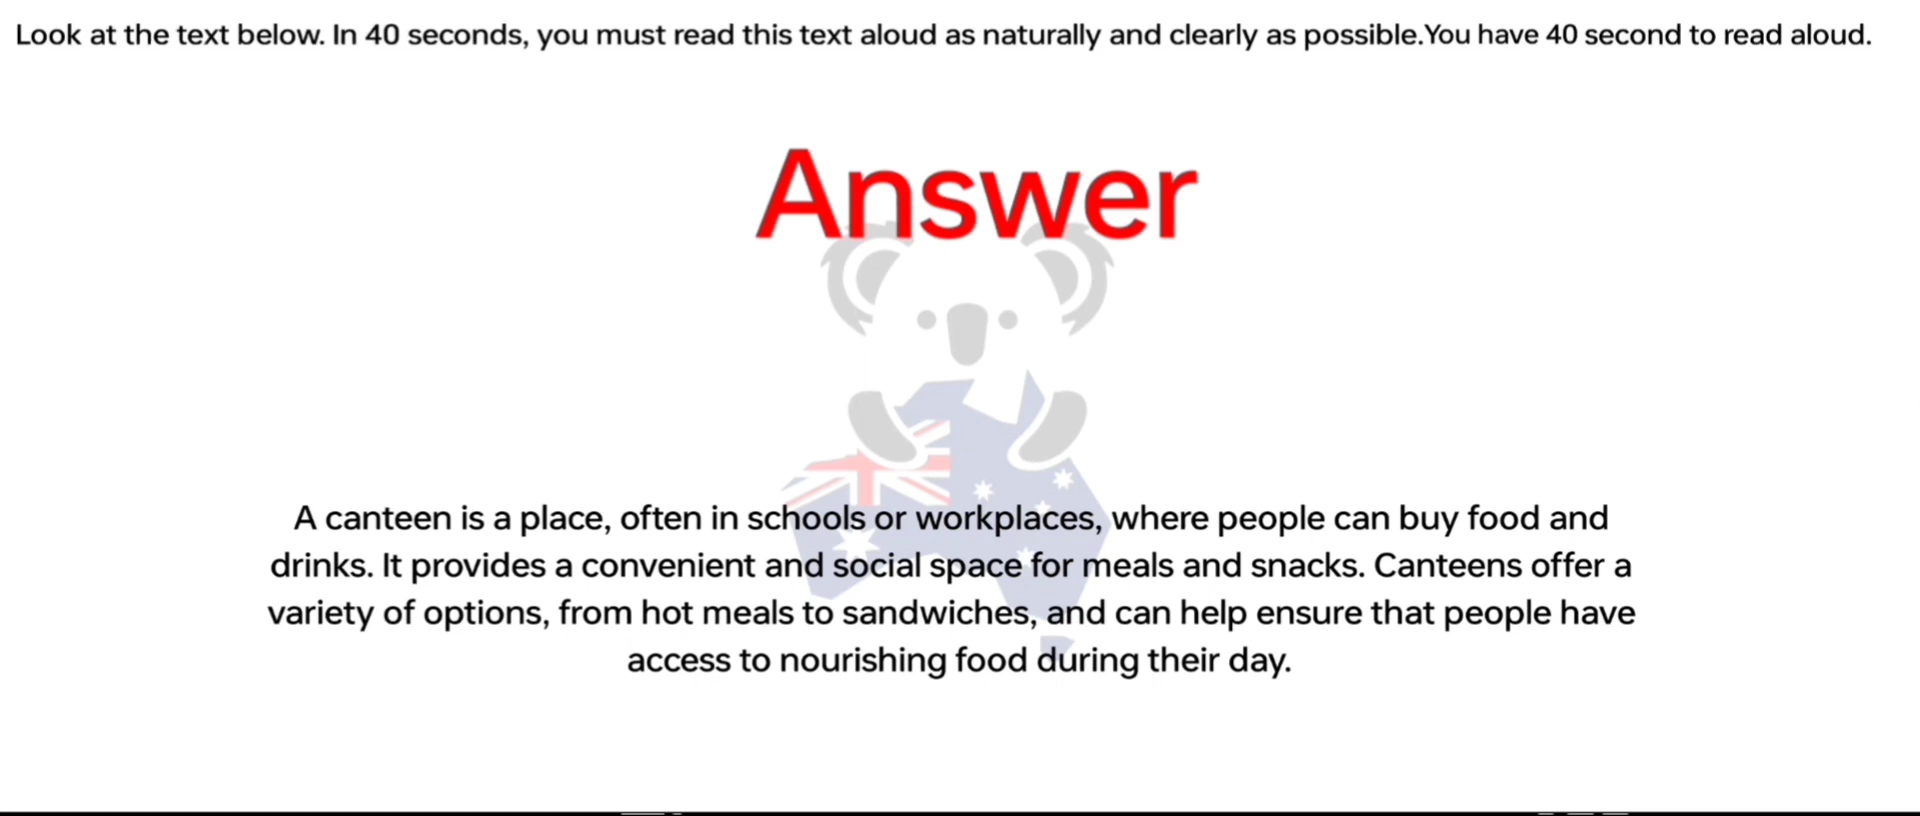 Look at the text below. In 40 seconds, you must read this text aloud as naturally and clearly as possible.You have 40 second to read aloud.
Answer
A canteen is a place, often in schools or workplaces, where people can buy food and
drinks. It provides a convenient and social space for meals and snacks. Canteens offer a
variety of options, from hot meals to sandwiches, and can help ensure that people have
access to nourishing food during their day.